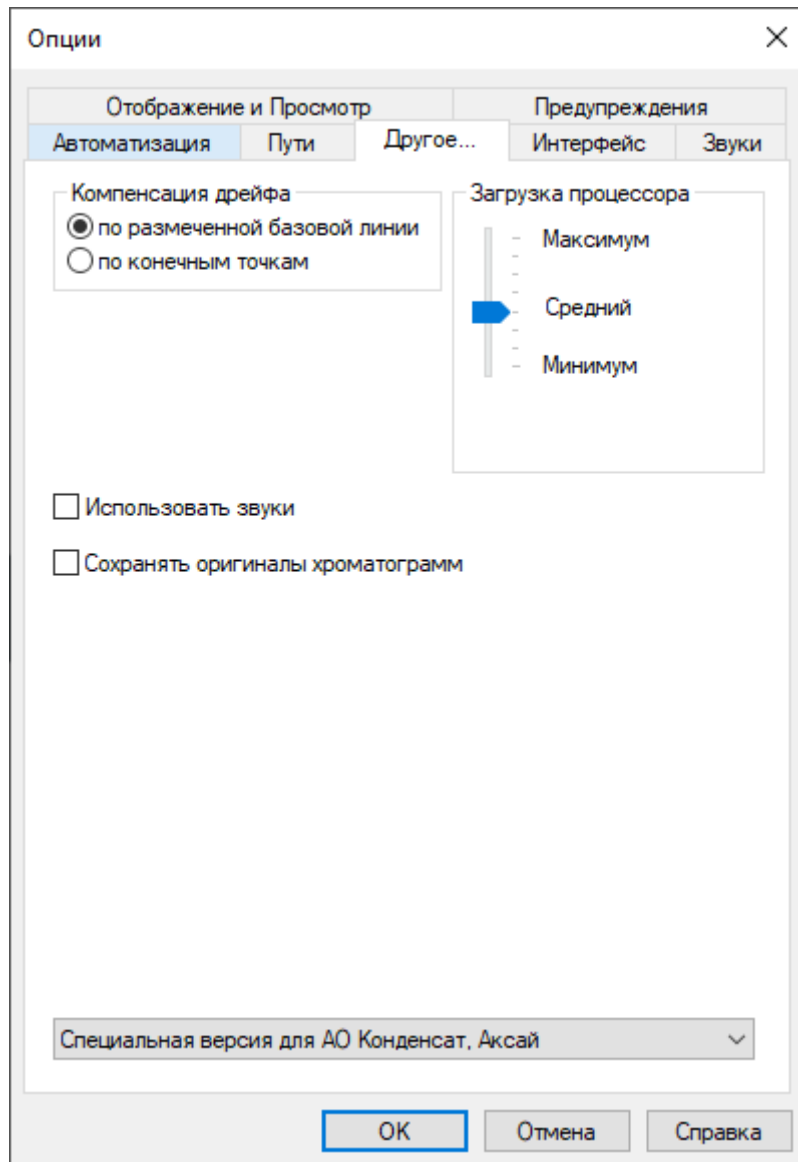 Опции
Отображение и Просмотр
Предупреждения
Автоматизация
Пути
Другое...
Интерфейс
Звуки
Компенсация дрейфа
по размеченной базовой линии
по конечным точкам
Загрузка процессора
Максимум
Средний
Минимум
Использовать звуки
Сохранять оригиналы хроматограмм
Специальная версия для АО Конденсат, Аксай
OK
Отмена
Справка